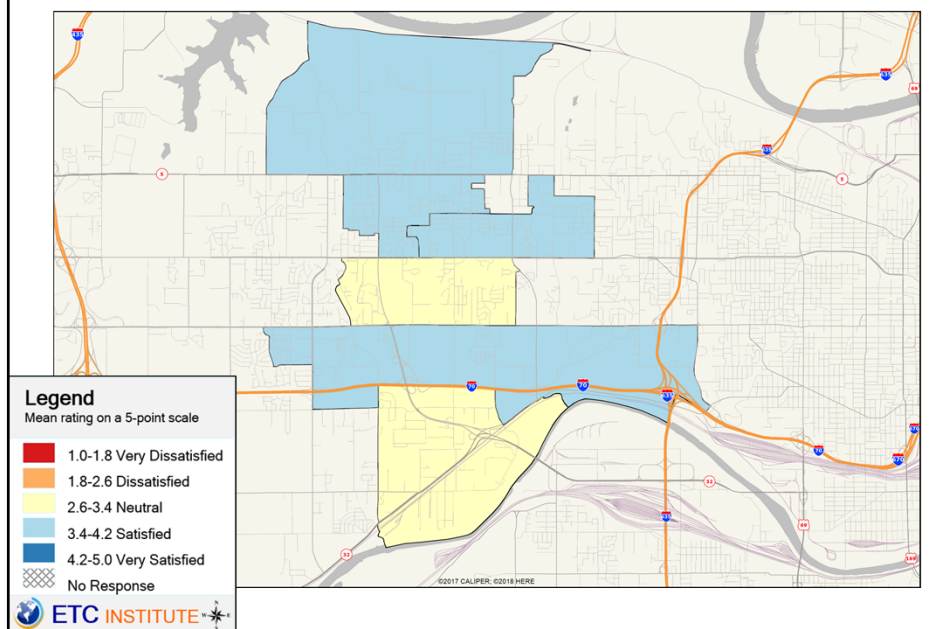 435
635
69
635
635
5
5
70
70
635
70
670
670
32
635
69
32
169
©2017 CALIPER; ©2018 HERE
Legend
Mean rating on a 5-point scale
1.0-1.8 Very Dissatisfied
1.8-2.6 Dissatisfied
2.6-3.4 Neutral
3.4-4.2 Satisfied
4.2-5.0 Very Satisfied
No Response
ETC INSTITUTE